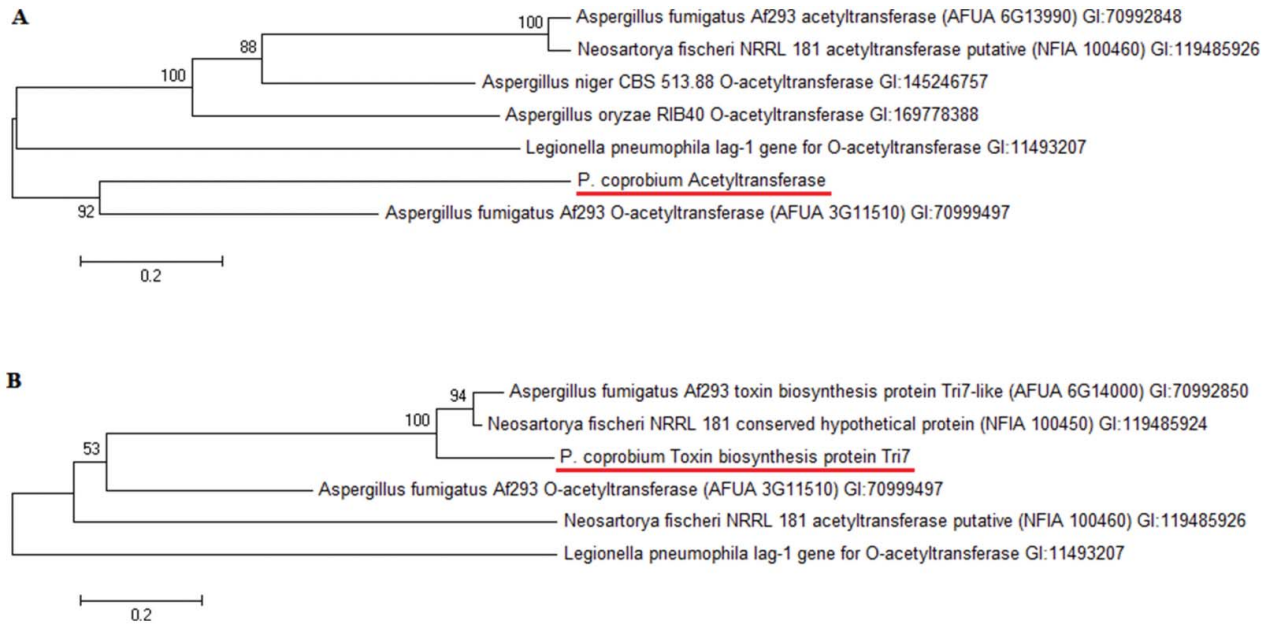 A
Aspergillus fumigatus Af293 acetyltransferase (AFUA 6G13990) GI:70992848
100
Neosartorya fischeri NRRL 181 acetyltransferase putative (NFIA 100460) GI:119485926
88
Aspergillus niger CBS 513.88 O-acetyltransferase GI:145246757
100
Aspergillus oryzae RIB40 O-acetyltransferase GI:169778388
Legionella pneumophila lag-1 gene for O-acetyltransferase GI:11493207
P. coprobium Acetyltransferase
92
Aspergillus fumigatus Af293 O-acetyltransferase (AFUA 3G11510) GI:70999497
0.2
B
Aspergillus fumigatus Af293 toxin biosynthesis protein Tri7-like (AFUA 6G14000) GI:70992850
94
Neosartorya fischeri NRRL 181 conserved hypothetical protein (NFIA 100450) GI:119485924
100
P. coprobium Toxin biosynthesis protein Tri7
53
Aspergillus fumigatus Af293 O-acetyltransferase (AFUA 3G11510) GI:70999497
Neosartorya fischeri NRRL 181 acetyltransferase putative (NFIA 100460) GI:119485926
Legionella pneumophila lag-1 gene for O-acetyltransferase GI:11493207
0.2